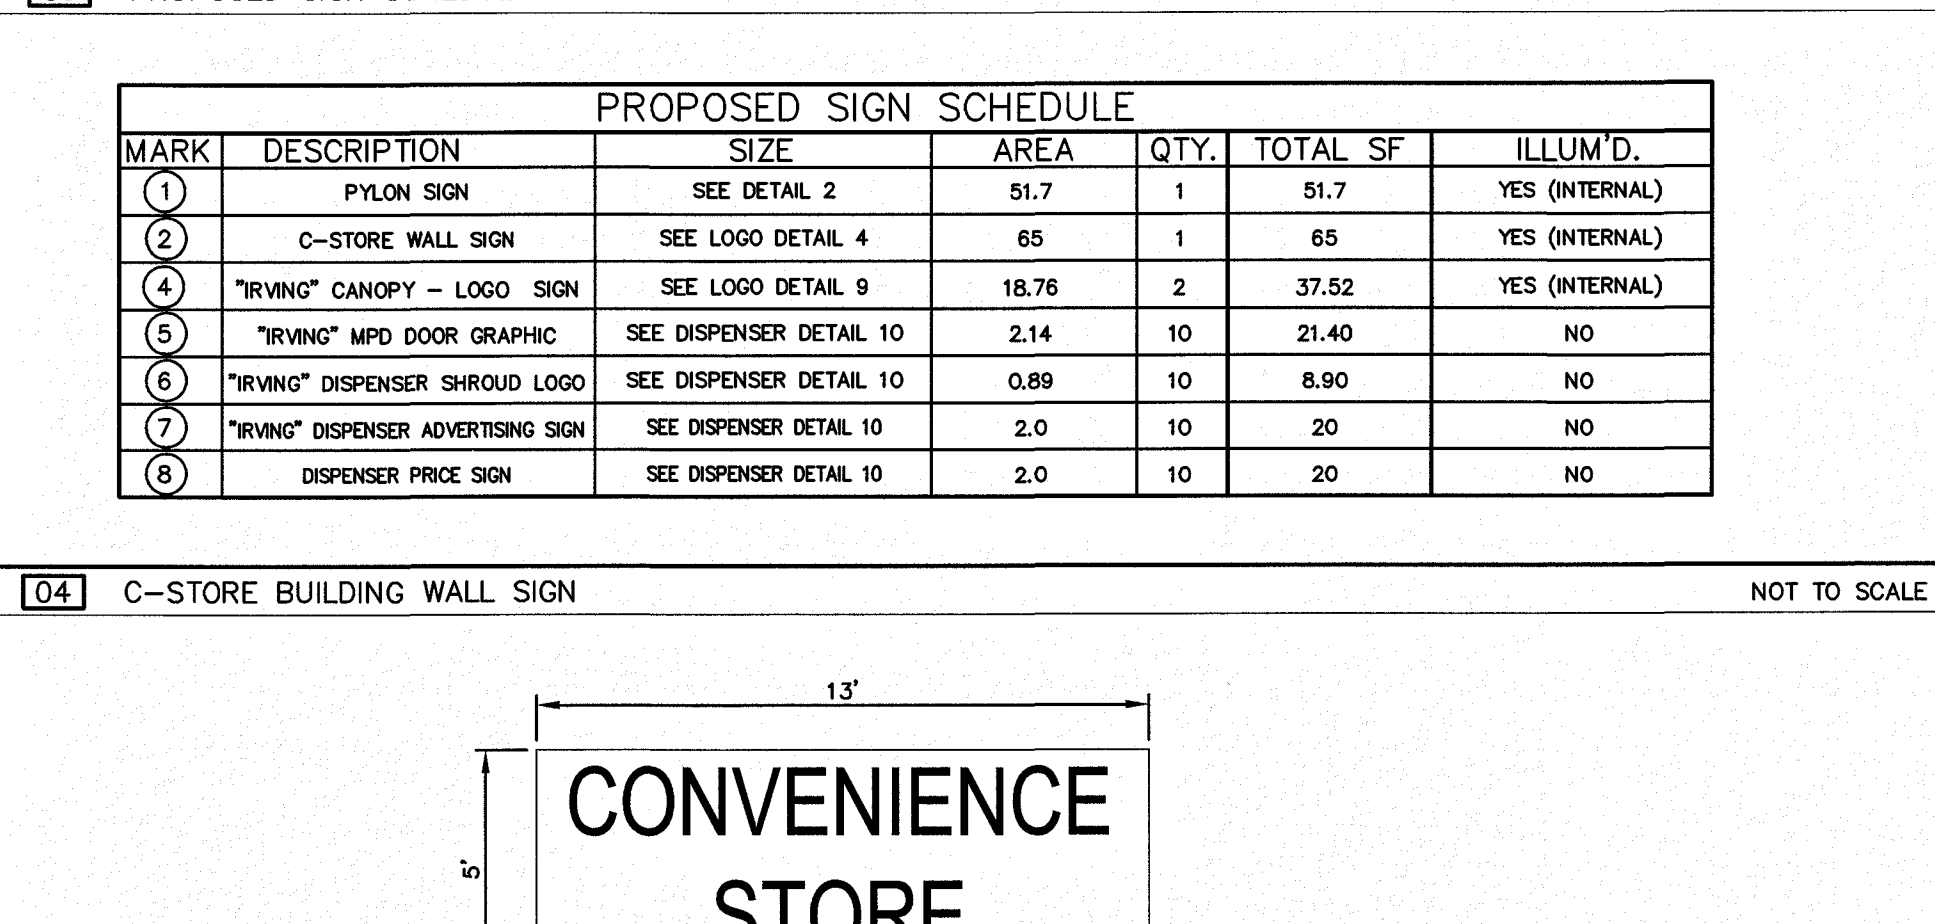 PROPOSED SIGN SCHEDULE
MARK DESCRIPTION SIZE AREA QTY. TOTAL SF ILLUM'D.
1 PYLON SIGN SEE DETAIL 2 51.7 1 51.7 YES (INTERNAL)
2 C-STORE WALL SIGN SEE LOGO DETAIL 4 65 1 65 YES (INTERNAL)
4 "IRVING" CANOPY – LOGO SIGN SEE LOGO DETAIL 9 18.76 2 37.52 YES (INTERNAL)
5 "IRVING" MPD DOOR GRAPHIC SEE DISPENSER DETAIL 10 2.14 10 21.40 NO
6 "IRVING" DISPENSER SHROUD LOGO SEE DISPENSER DETAIL 10 0.89 10 8.90 NO
7 "IRVING" DISPENSER ADVERTISING SIGN SEE DISPENSER DETAIL 10 2.0 10 20 NO
8 DISPENSER PRICE SIGN SEE DISPENSER DETAIL 10 2.0 10 20 NO
04 C-STORE BUILDING WALL SIGN NOT TO SCALE
13'
CONVENIENCE
5'
STORE